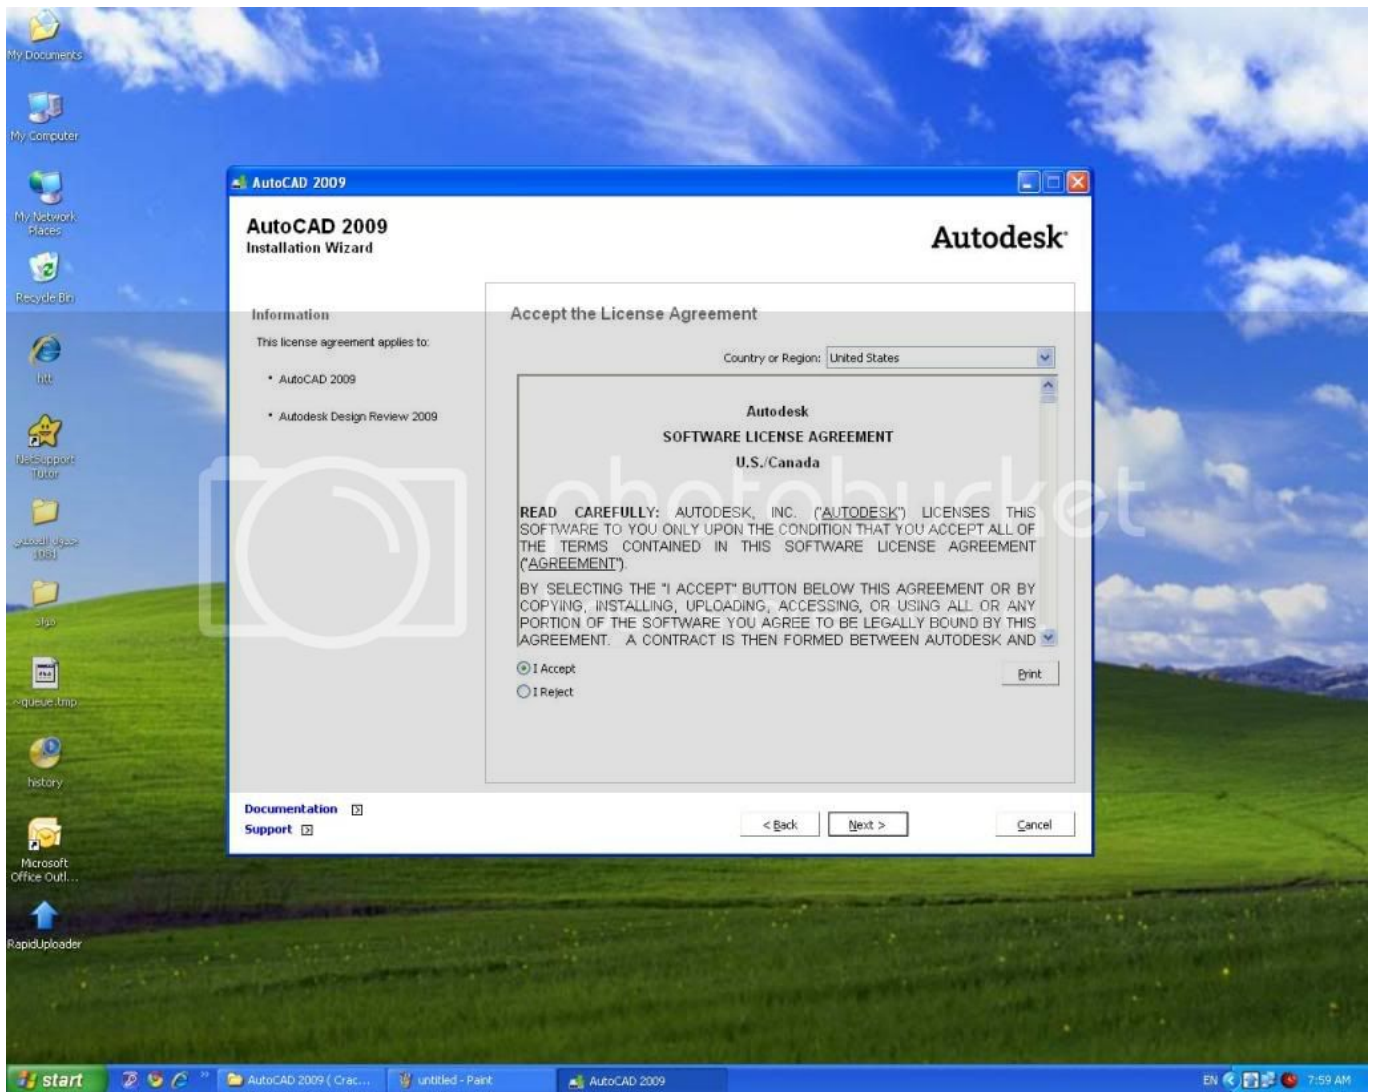 My Documents
My Computer
My Network
Places
Recycle Bin
htt
NetSupport
Tutor
1081
مواد
~queue.tmp
history
Microsoft
Office Outl...
RapidUploader
AutoCAD 2009
AutoCAD 2009
Installation Wizard
Autodesk
Information
This license agreement applies to:
• AutoCAD 2009
• Autodesk Design Review 2009
Accept the License Agreement
Country or Region: United States
Autodesk
SOFTWARE LICENSE AGREEMENT
U.S./Canada
READ CAREFULLY: AUTODESK, INC. ("AUTODESK") LICENSES THIS
SOFTWARE TO YOU ONLY UPON THE CONDITION THAT YOU ACCEPT ALL OF
THE TERMS CONTAINED IN THIS SOFTWARE LICENSE AGREEMENT
("AGREEMENT").
BY SELECTING THE "I ACCEPT" BUTTON BELOW THIS AGREEMENT OR BY
COPYING, INSTALLING, UPLOADING, ACCESSING, OR USING ALL OR ANY
PORTION OF THE SOFTWARE YOU AGREE TO BE LEGALLY BOUND BY THIS
AGREEMENT. A CONTRACT IS THEN FORMED BETWEEN AUTODESK AND
I Accept
I Reject
Print
Documentation
Support
< Back
Next >
Cancel
photobucket
start
AutoCAD 2009 ( Crac...
untitled - Paint
AutoCAD 2009
EN
7:59 AM